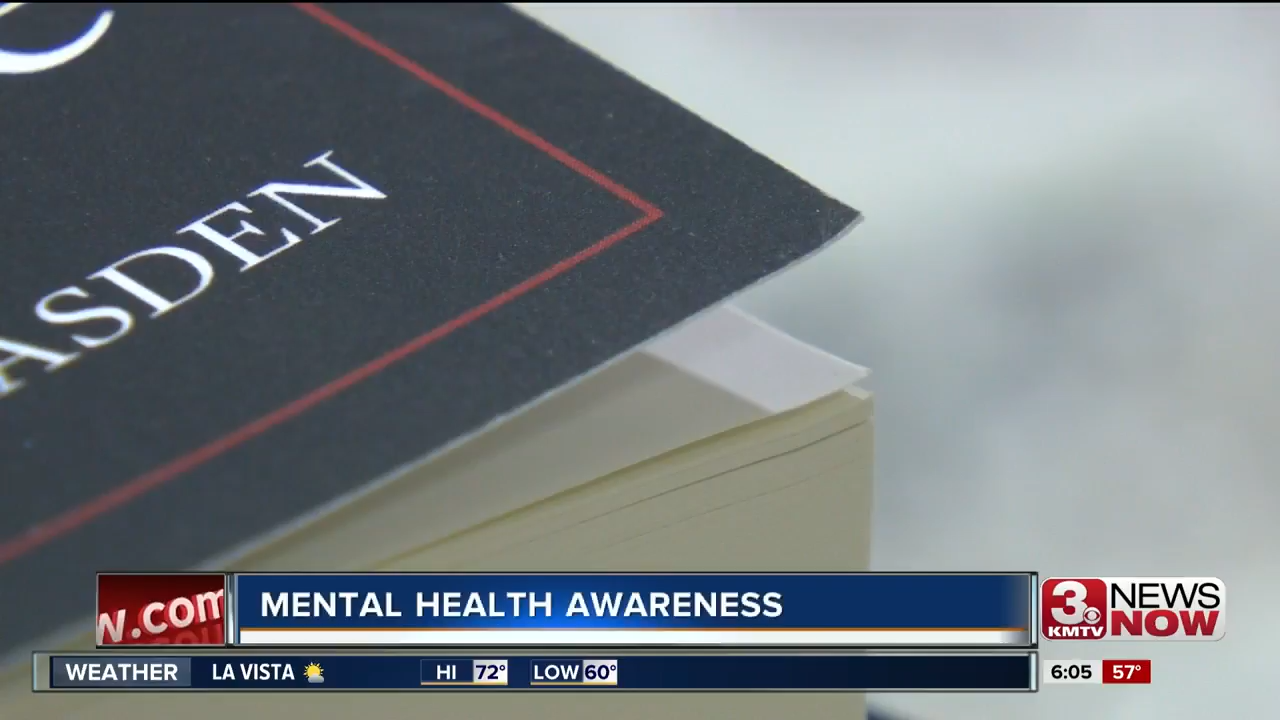 C
ASDEN
w.com
MENTAL HEALTH AWARENESS
3 NEWS
KMTV NOW
WEATHER LA VISTA HI 72° LOW 60° 6:05 57°